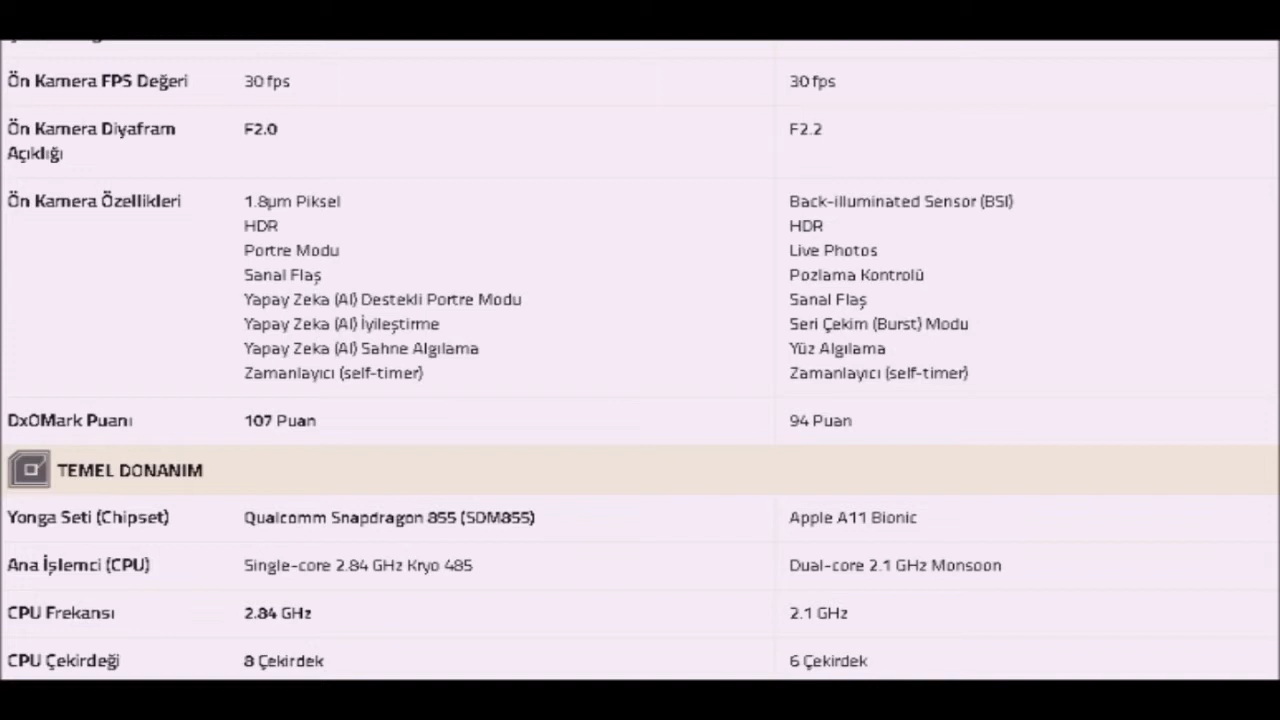 Ön Kamera FPS Değeri 30 fps 30 fps
Ön Kamera Diyafram Açıklığı F2.0 F2.2
Ön Kamera Özellikleri 1.8µm Piksel Back-illuminated Sensor (BSI)
HDR HDR
Portre Modu Live Photos
Sanal Flaş Pozlama Kontrolü
Yapay Zeka (AI) Destekli Portre Modu Sanal Flaş
Yapay Zeka (AI) İyileştirme Seri Çekim (Burst) Modu
Yapay Zeka (AI) Sahne Algılama Yüz Algılama
Zamanlayıcı (self-timer) Zamanlayıcı (self-timer)
DxOMark Puanı 107 Puan 94 Puan
TEMEL DONANIM
Yonga Seti (Chipset) Qualcomm Snapdragon 855 (SDM855) Apple A11 Bionic
Ana İşlemci (CPU) Single-core 2.84 GHz Kryo 485 Dual-core 2.1 GHz Monsoon
CPU Frekansı 2.84 GHz 2.1 GHz
CPU Çekirdeği 8 Çekirdek 6 Çekirdek